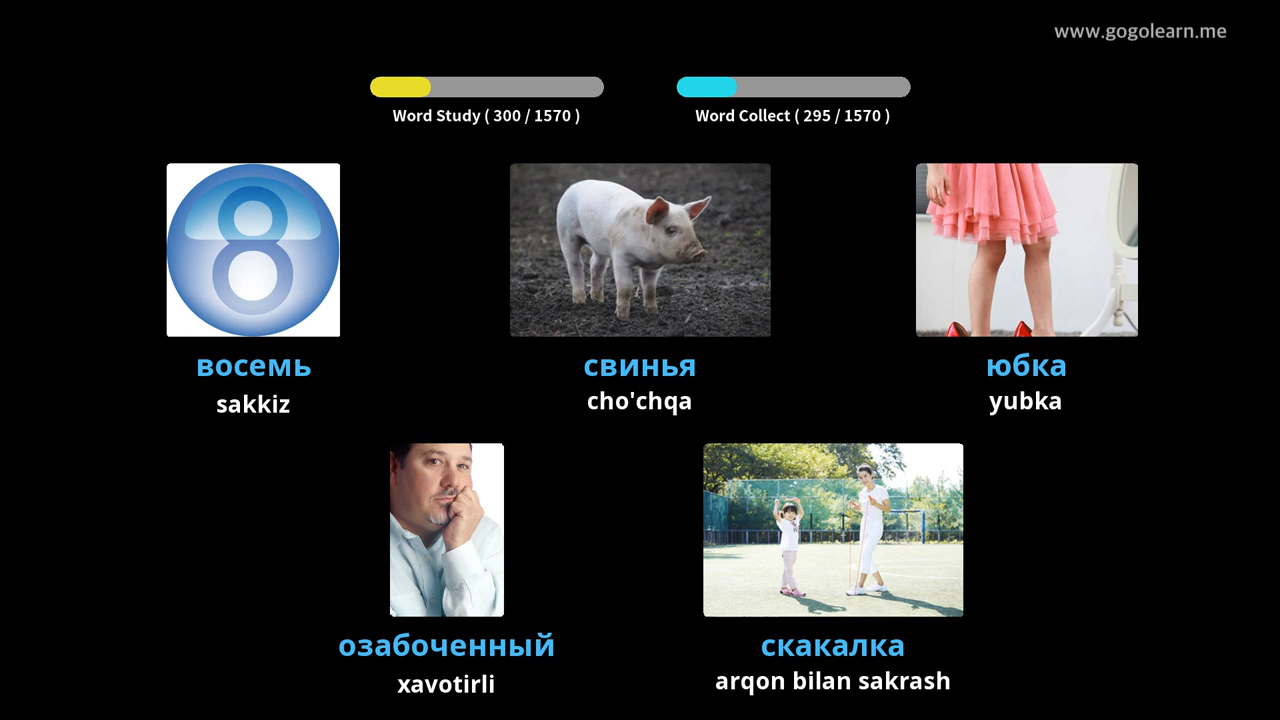 www.gogolearn.me
Word Study ( 300 / 1570 )
Word Collect ( 295 / 1570 )
8
восемь
sakkiz
свинья
cho'chqa
юбка
yubka
озабоченный
xavotirli
скакалка
arqon bilan sakrash